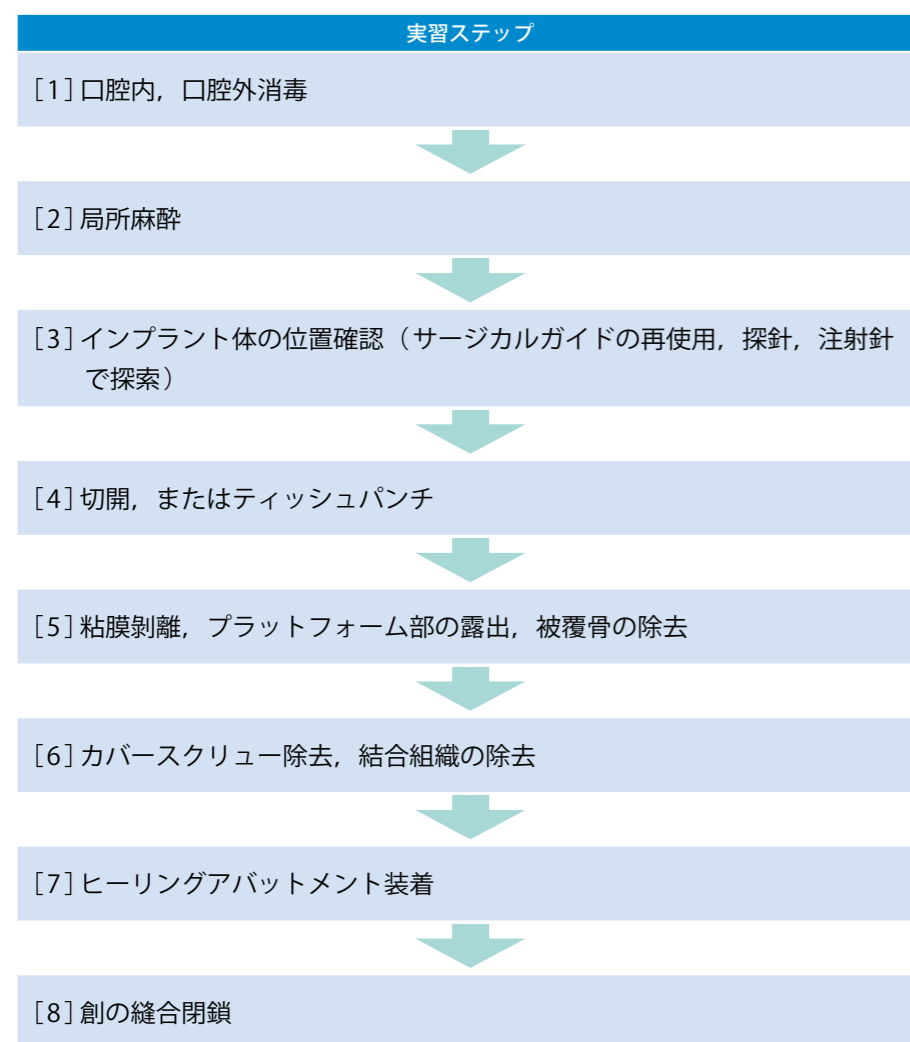 実習ステップ
［1］口腔内，口腔外消毒
［2］局所麻酔
［3］インプラント体の位置確認（サージカルガイドの再使用，探針，注射針
で探索）
［4］切開，またはティッシュパンチ
［5］粘膜剝離，プラットフォーム部の露出，被覆骨の除去
［6］カバースクリュー除去，結合組織の除去
［7］ヒーリングアバットメント装着
［8］創の縫合閉鎖